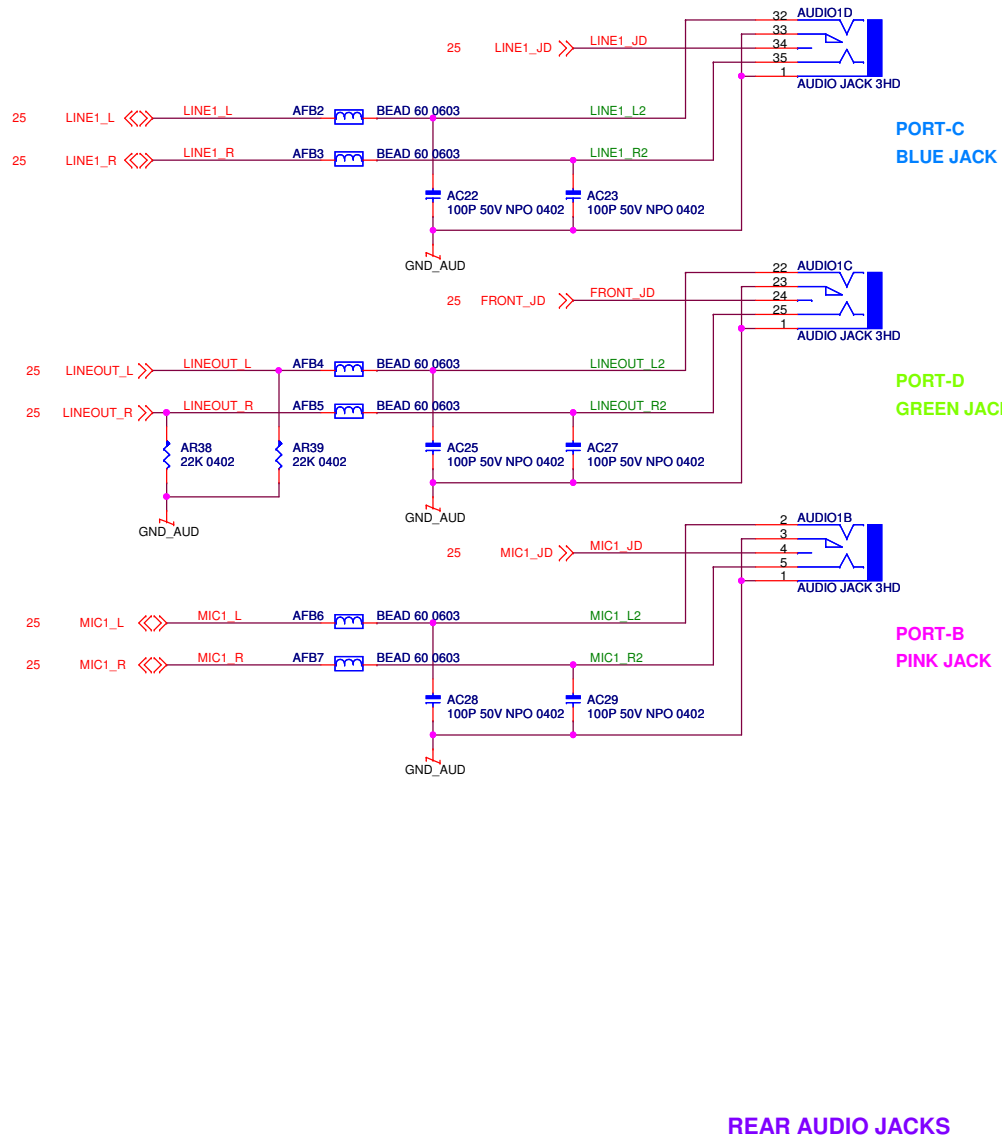 32 AUDIO1D
33
25 LINE1_JD LINE1_JD 34
35
1
AUDIO JACK 3HD
25 LINE1_L LINE1_L AFB2 BEAD 60 0603 LINE1_L2
PORT-C
25 LINE1_R LINE1_R AFB3 BEAD 60 0603 LINE1_R2
BLUE JACK
AC22 AC23
100P 50V NPO 0402 100P 50V NPO 0402
GND_AUD
22 AUDIO1C
23
25 FRONT_JD FRONT_JD 24
25
1
AUDIO JACK 3HD
25 LINEOUT_L LINEOUT_L AFB4 BEAD 60 0603 LINEOUT_L2
PORT-D
25 LINEOUT_R LINEOUT_R AFB5 BEAD 60 0603 LINEOUT_R2
GREEN JACK
AR38 AR39 AC25 AC27
22K 0402 22K 0402 100P 50V NPO 0402 100P 50V NPO 0402
GND_AUD GND_AUD
2 AUDIO1B
3
25 MIC1_JD MIC1_JD 4
5
1
AUDIO JACK 3HD
25 MIC1_L MIC1_L AFB6 BEAD 60 0603 MIC1_L2
PORT-B
25 MIC1_R MIC1_R AFB7 BEAD 60 0603 MIC1_R2
PINK JACK
AC28 AC29
100P 50V NPO 0402 100P 50V NPO 0402
GND_AUD
REAR AUDIO JACKS